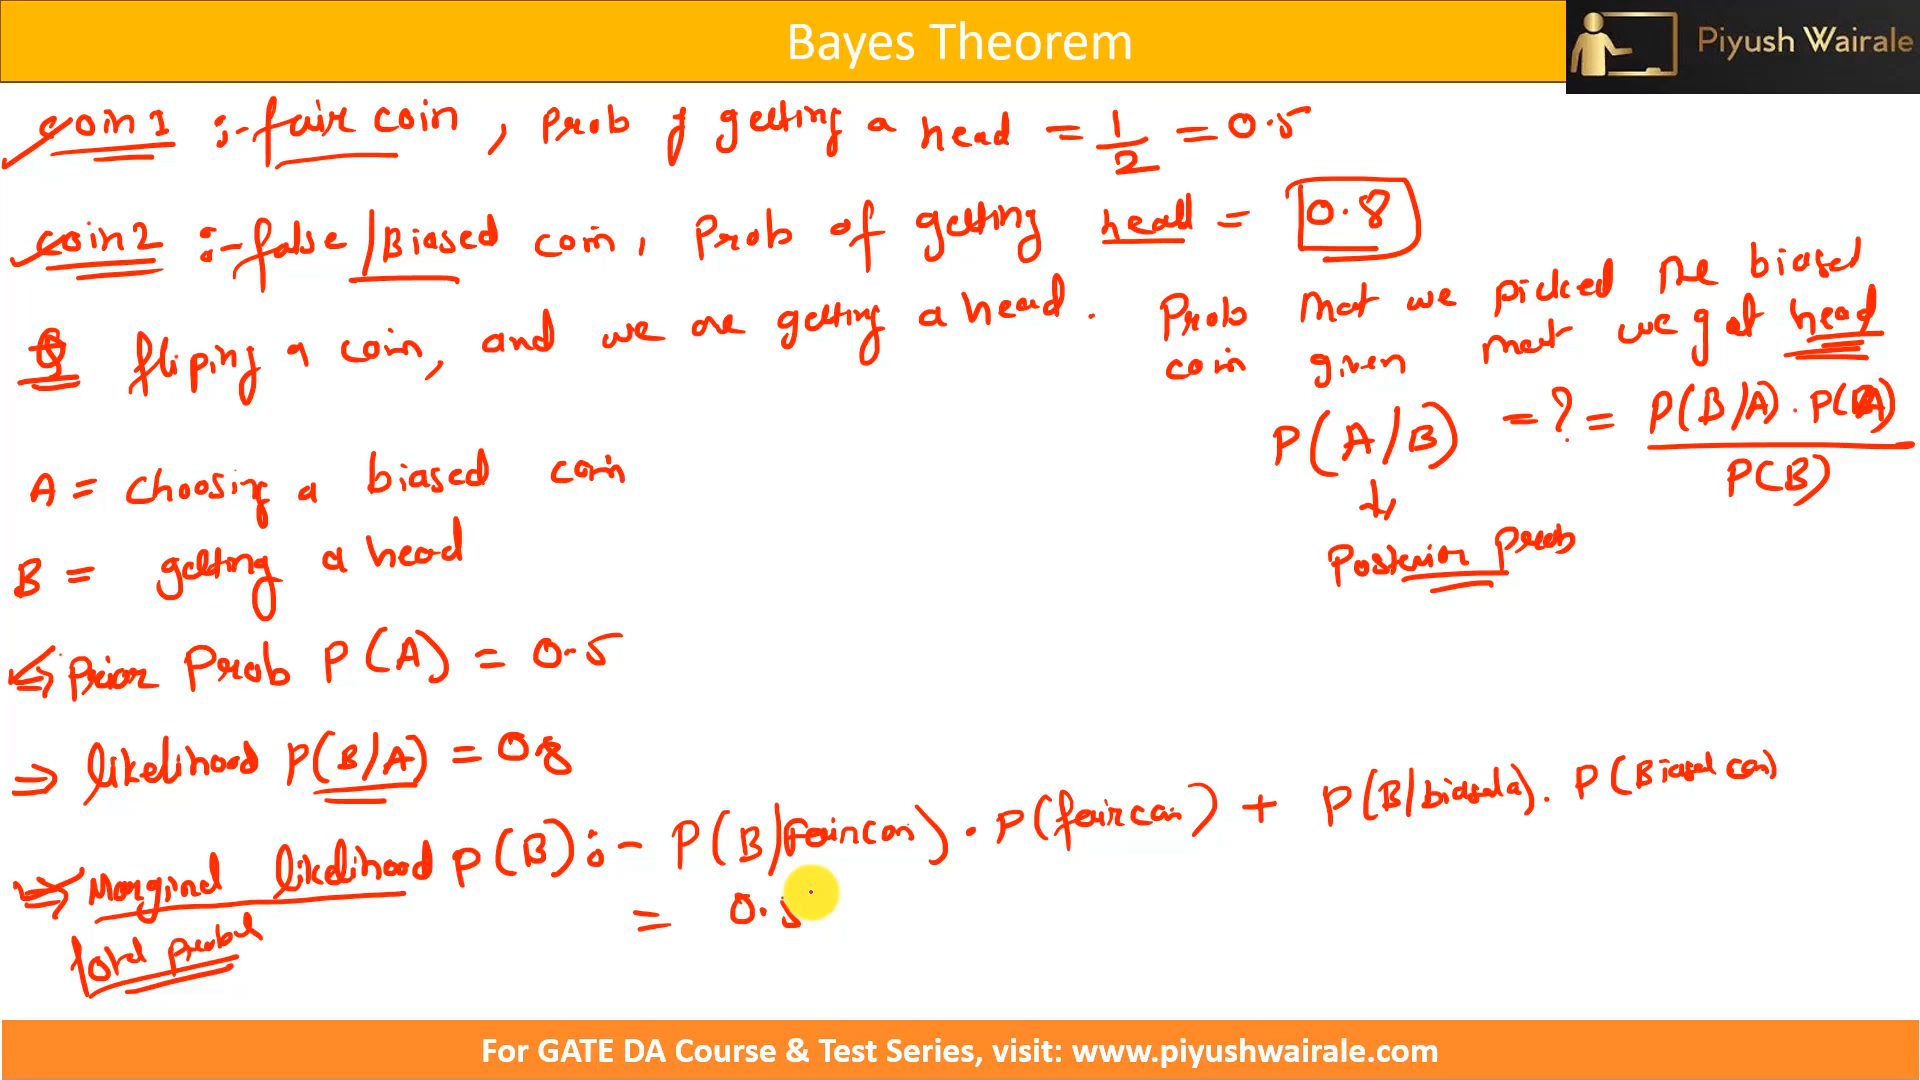 Bayes Theorem
Piyush Wairale
coin 1 :- fair coin, Prob of getting a head = 1/2 = 0.5
coin 2 :- false/Biased coin, Prob of getting head = 0.8
Q fliping a coin, and we are getting a head. Prob that we picked the biased
coin given that we got head
P(A/B) = ? = P(B/A) . P(A)
P(B)
Posterior prob
A = choosing a biased coin
B = getting a head
⇒ Prior Prob P(A) = 0.5
⇒ likelihood P(B/A) = 0.8
⇒ Marginal likelihood P(B) :- P(B/fair coin) . P(fair coin) + P(B/biased). P(Biased coin)
= 0.5
Total
For GATE DA Course & Test Series, visit: www.piyushwairale.com